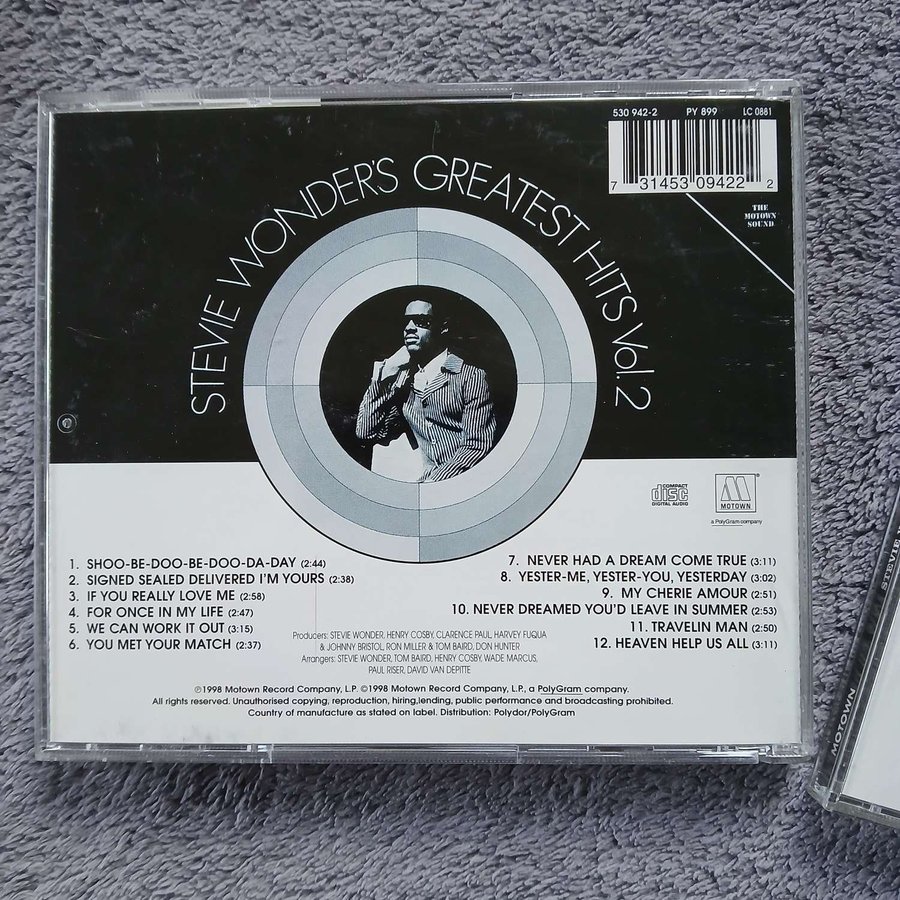 530 942-2 PY 899 LC 0881
7 31453 09422 2
THE
MOTOWN
SOUND
STEVIE WONDER'S GREATEST HITS Vol.2
COMPACT
disc
DIGITAL AUDIO
M
MOTOWN®
a PolyGram company
1. SHOO-BE-DOO-BE-DOO-DA-DAY (2:44)
2. SIGNED SEALED DELIVERED I'M YOURS (2:38)
3. IF YOU REALLY LOVE ME (2:58)
4. FOR ONCE IN MY LIFE (2:47)
5. WE CAN WORK IT OUT (3:15)
6. YOU MET YOUR MATCH (2:37)
7. NEVER HAD A DREAM COME TRUE (3:11)
8. YESTER-ME, YESTER-YOU, YESTERDAY (3:02)
9. MY CHERIE AMOUR (2:51)
10. NEVER DREAMED YOU'D LEAVE IN SUMMER (2:53)
11. TRAVELIN MAN (2:50)
12. HEAVEN HELP US ALL (3:11)
Producers: STEVIE WONDER, HENRY COSBY, CLARENCE PAUL, HARVEY FUQUA
& JOHNNY BRISTOL, RON MILLER & TOM BAIRD, DON HUNTER
Arrangers: STEVIE WONDER, TOM BAIRD, HENRY COSBY, WADE MARCUS,
PAUL RISER, DAVID VAN DEPITTE
℗1998 Motown Record Company, L.P. ©1998 Motown Record Company, L.P., a PolyGram company.
All rights reserved. Unauthorised copying, reproduction, hiring,lending, public performance and broadcasting prohibited.
Country of manufacture as stated on label. Distribution: Polydor/PolyGram
STEVIE
MOTOWN